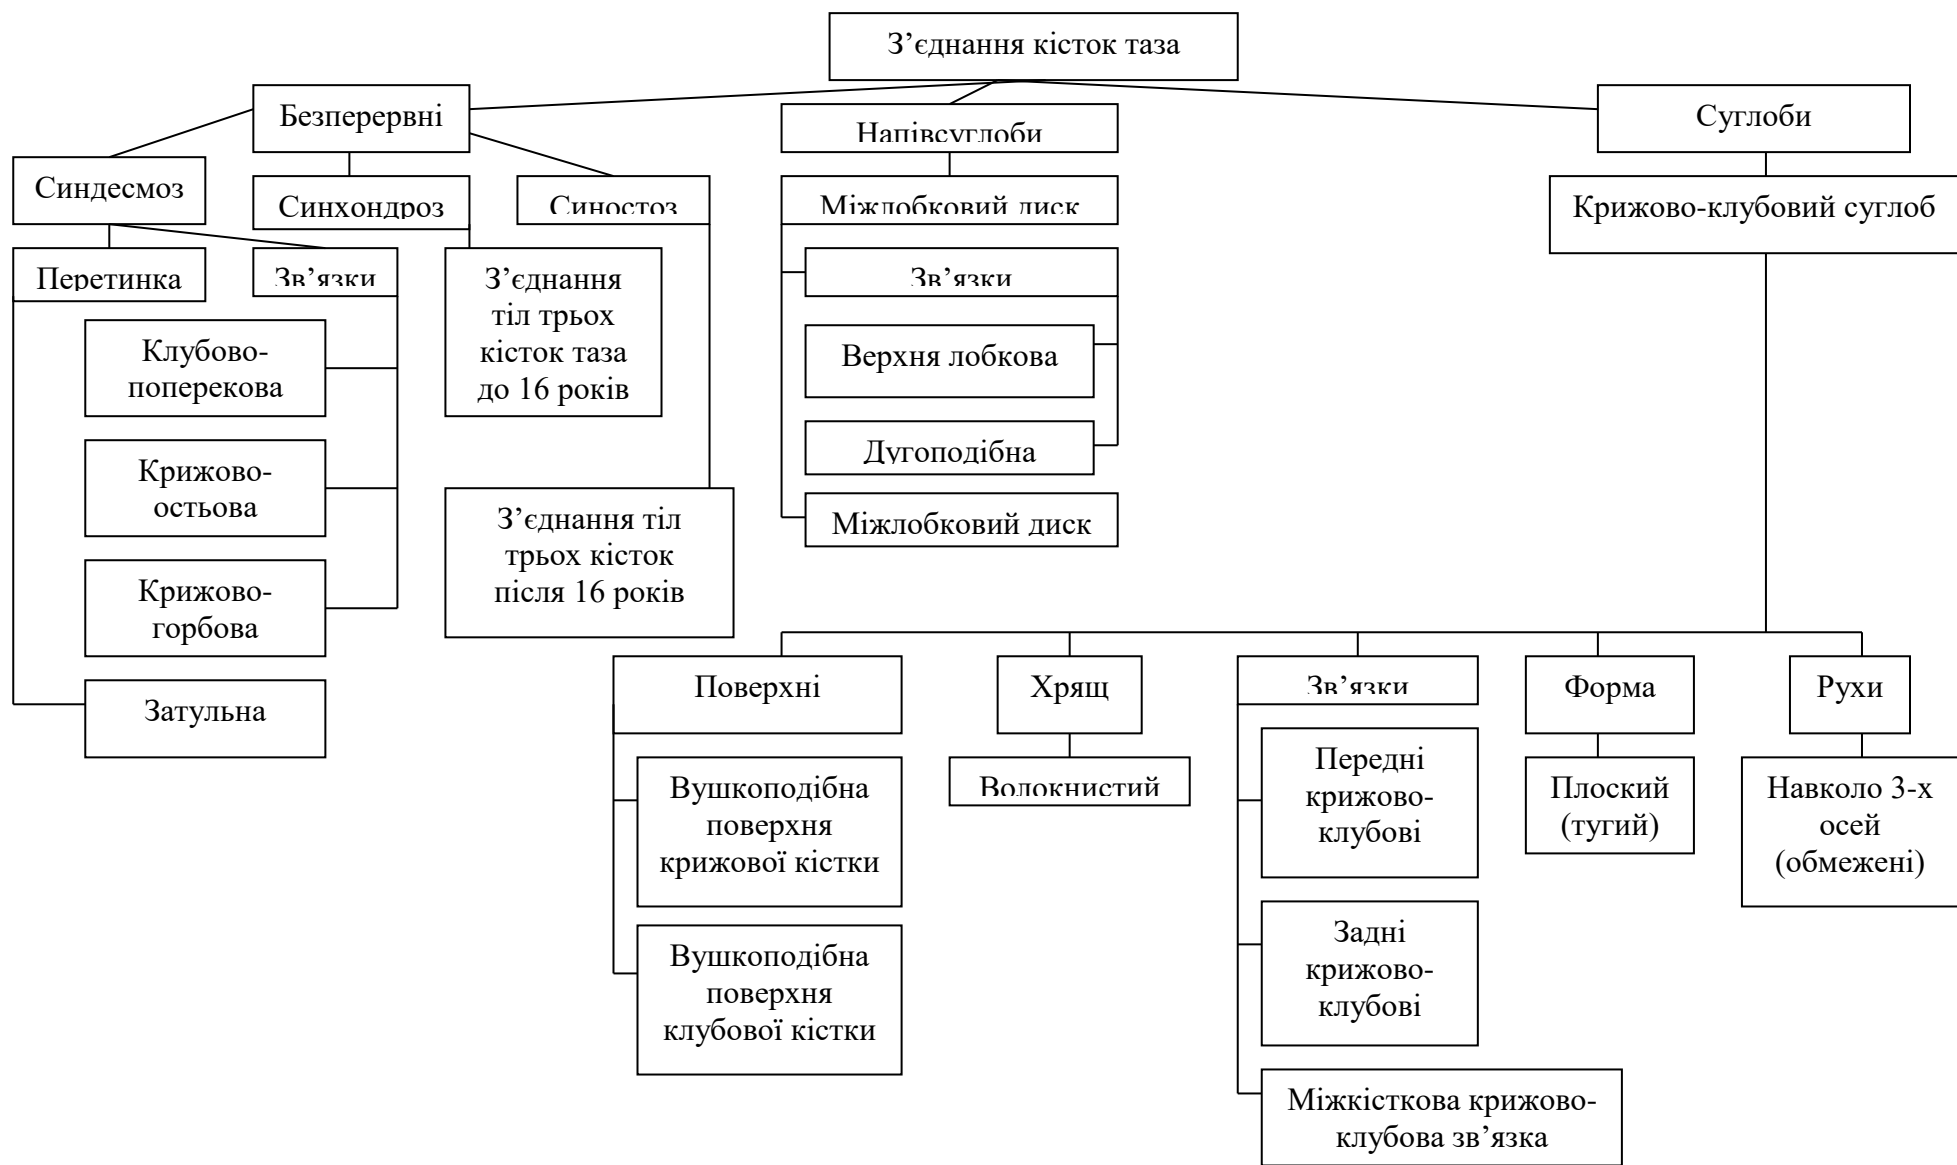 З’єднання кісток таза
Безперервні
Напівсуглоби
Суглоби
Синдесмоз
Синхондроз
Синостоз
Міжлобковий диск
Крижово-клубовий суглоб
Перетинка
Зв’язки
З’єднання
тіл трьох
кісток таза
до 16 років
Зв’язки
Клубово-
поперекова
Верхня лобкова
Крижово-
остьова
Дугоподібна
З’єднання тіл
трьох кісток
після 16 років
Міжлобковий диск
Крижово-
горбова
Затульна
Поверхні
Хрящ
Зв’язки
Форма
Рухи
Вушкоподібна
поверхня
крижової кістки
Волокнистий
Передні
крижово-
клубові
Плоский
(тугий)
Навколо 3-х
осей
(обмежені)
Вушкоподібна
поверхня
клубової кістки
Задні
крижово-
клубові
Міжкісткова крижово-
клубова зв’язка